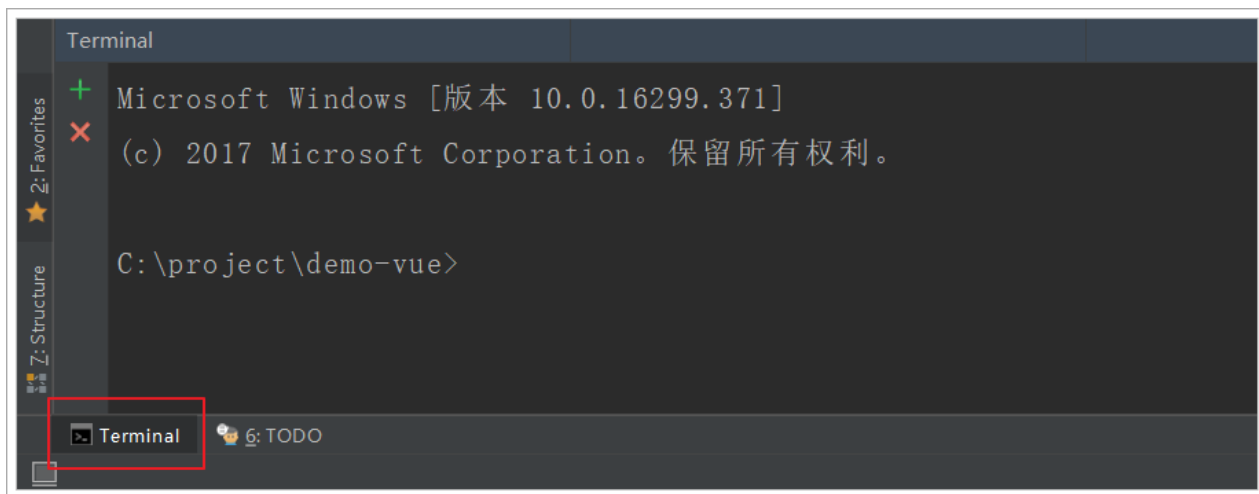 Terminal
2: Favorites
7: Structure
Microsoft Windows [版本 10.0.16299.371]
(c) 2017 Microsoft Corporation。保留所有权利。
C:\project\demo-vue>
Terminal
6: TODO